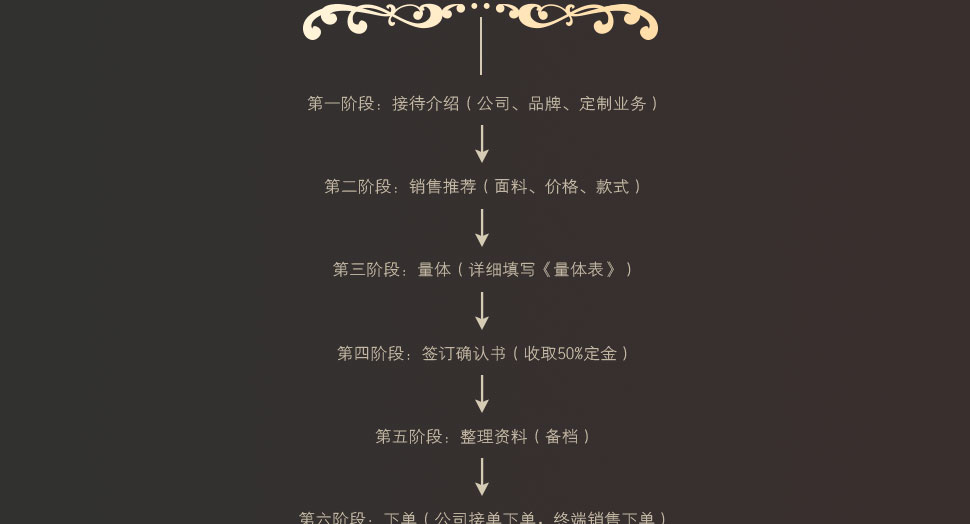 第一阶段：接待介绍（公司、品牌、定制业务）
第二阶段：销售推荐（面料、价格、款式）
第三阶段：量体（详细填写《量体表》）
第四阶段：签订确认书（收取50%定金）
第五阶段：整理资料（备档）
第六阶段：下单（公司接单下单，终端销售下单）